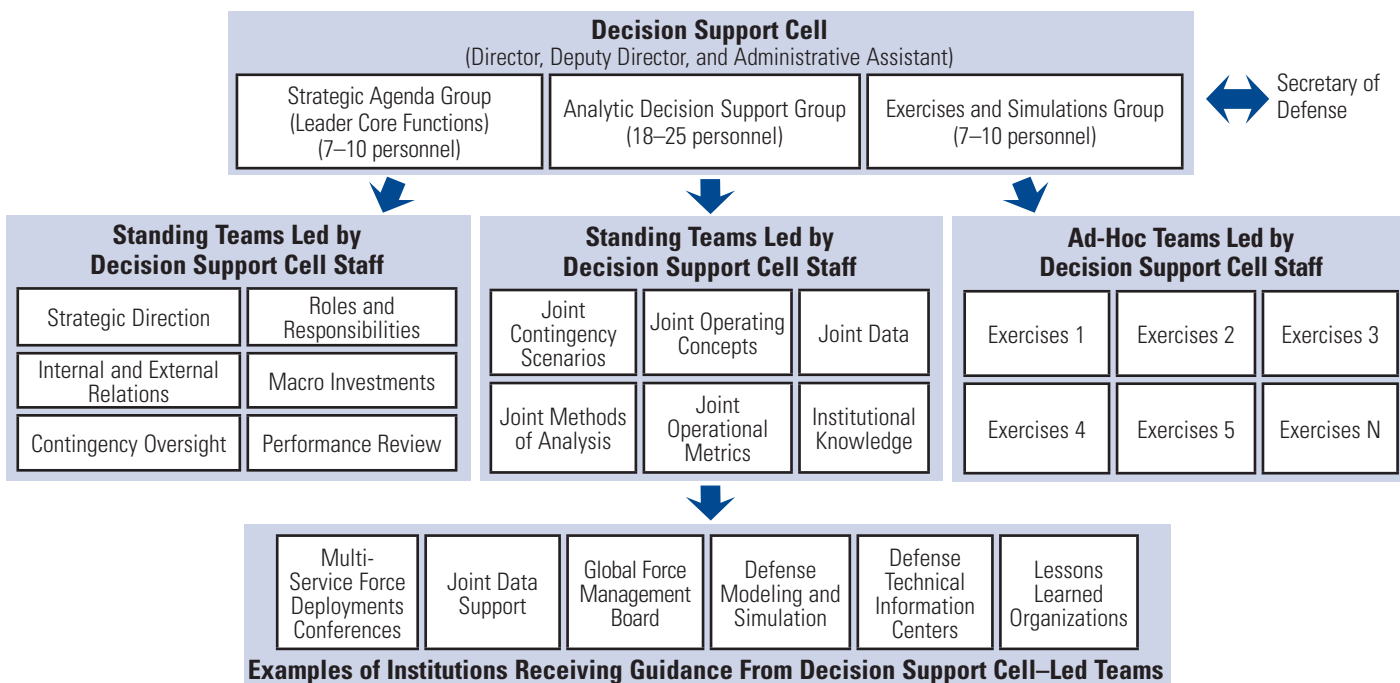 Decision Support Cell
(Director, Deputy Director, and Administrative Assistant)
Strategic Agenda Group
(Leader Core Functions)
(7–10 personnel)
Analytic Decision Support Group
(18–25 personnel)
Exercises and Simulations Group
(7–10 personnel)
Secretary of
Defense
Standing Teams Led by
Decision Support Cell Staff
Strategic Direction
Roles and
Responsibilities
Internal and External
Relations
Macro Investments
Contingency Oversight
Performance Review
Standing Teams Led by
Decision Support Cell Staff
Joint
Contingency
Scenarios
Joint Operating
Concepts
Joint Data
Joint Methods
of Analysis
Joint
Operational
Metrics
Institutional
Knowledge
Ad-Hoc Teams Led by
Decision Support Cell Staff
Exercises 1
Exercises 2
Exercises 3
Exercises 4
Exercises 5
Exercises N
Multi-
Service Force
Deployments
Conferences
Joint Data
Support
Global Force
Management
Board
Defense
Modeling and
Simulation
Defense
Technical
Information
Centers
Lessons
Learned
Organizations
Examples of Institutions Receiving Guidance From Decision Support Cell–Led Teams